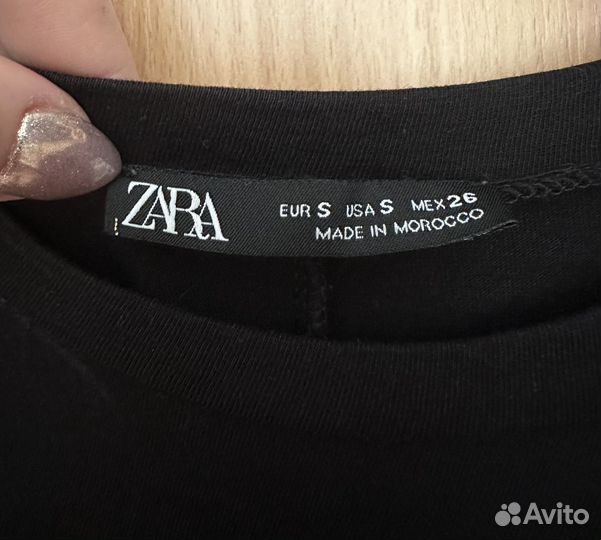 ZARA
EUR S USA S MEX 26
MADE IN MOROCCO
Avito